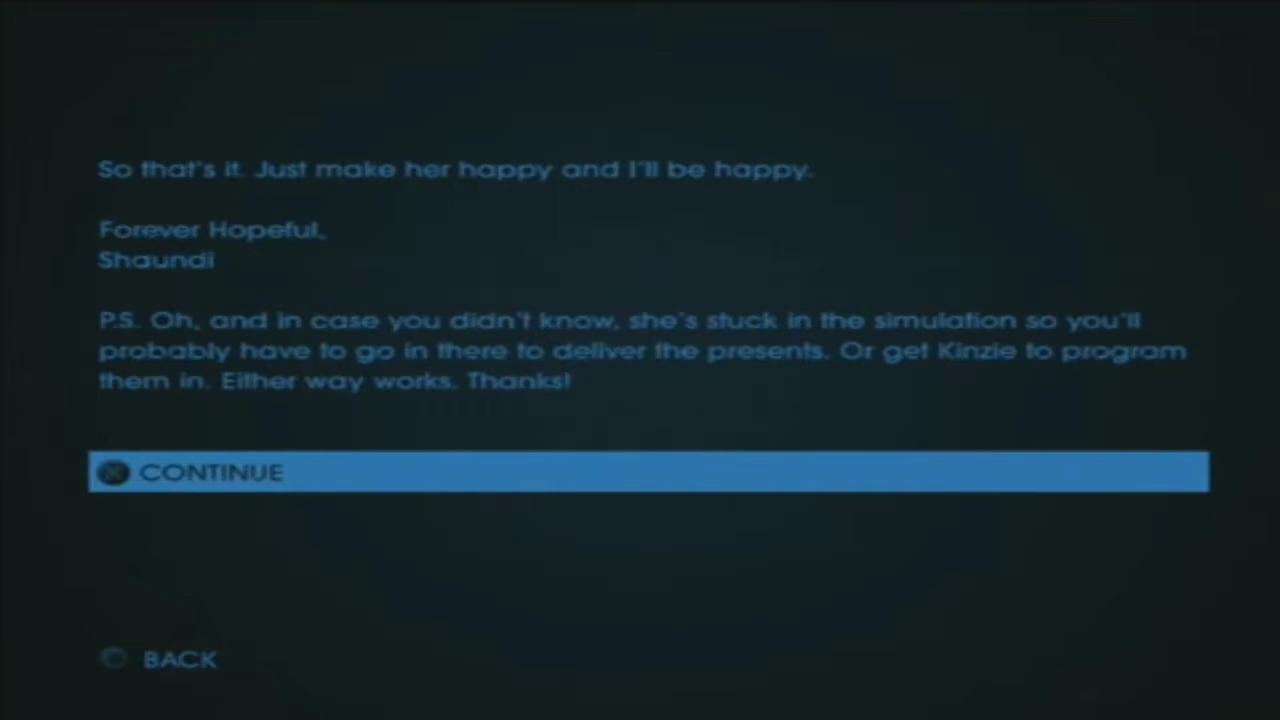 So that's it. Just make her happy and I'll be happy.
Forever Hopeful,
Shaundi
P.S. Oh, and in case you didn't know, she's stuck in the simulation so you'll
probably have to go in there to deliver the presents. Or get Kinzie to program
them in. Either way works. Thanks!
CONTINUE
BACK